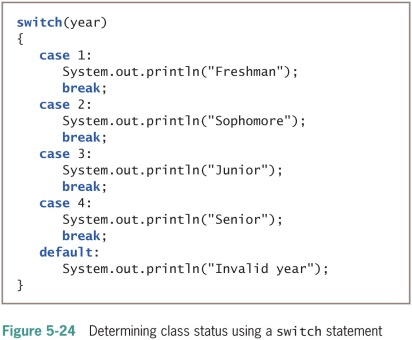 switch(year)
{
case 1:
System.out.println("Freshman");
break;
case 2:
System.out.println("Sophomore");
break;
case 3:
System.out.println("Junior");
break;
case 4:
System.out.println("Senior");
break;
default:
System.out.println("Invalid year");
}
Figure 5-24 Determining class status using a switch statement